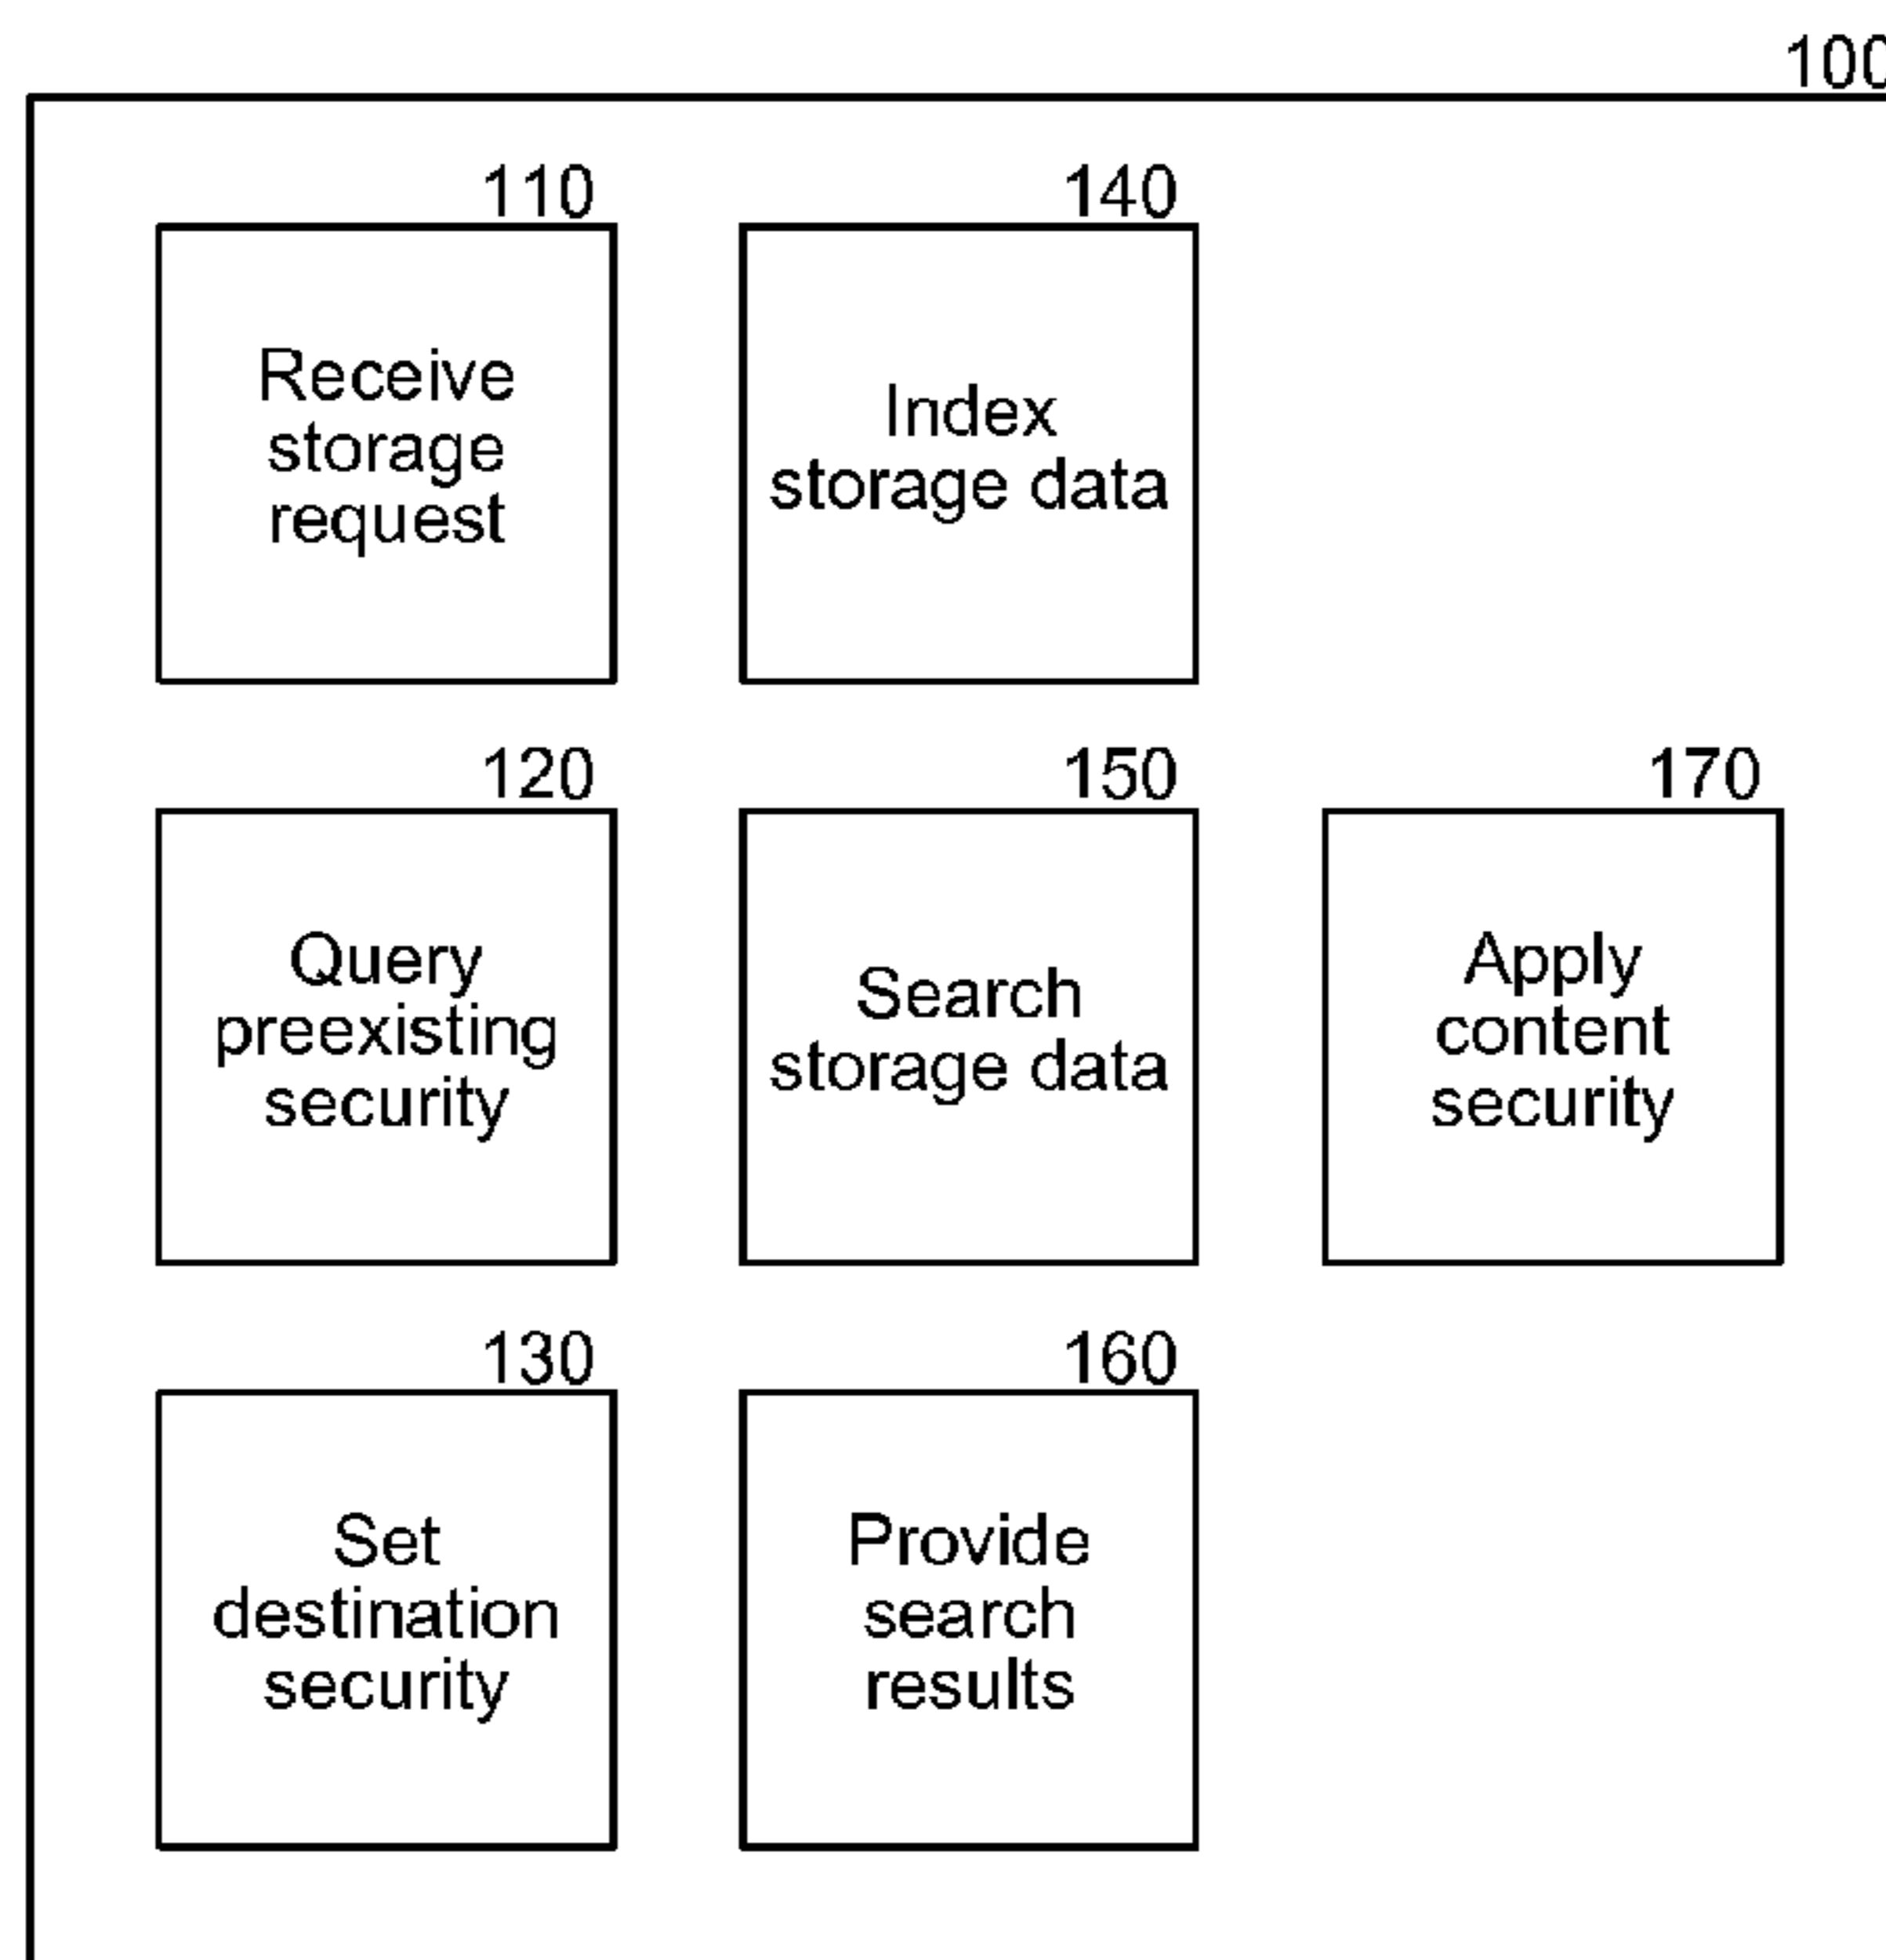 100
110
Receive
storage
request
140
Index
storage data
120
Query
preexisting
security
150
Search
storage data
170
Apply
content
security
130
Set
destination
security
160
Provide
search
results